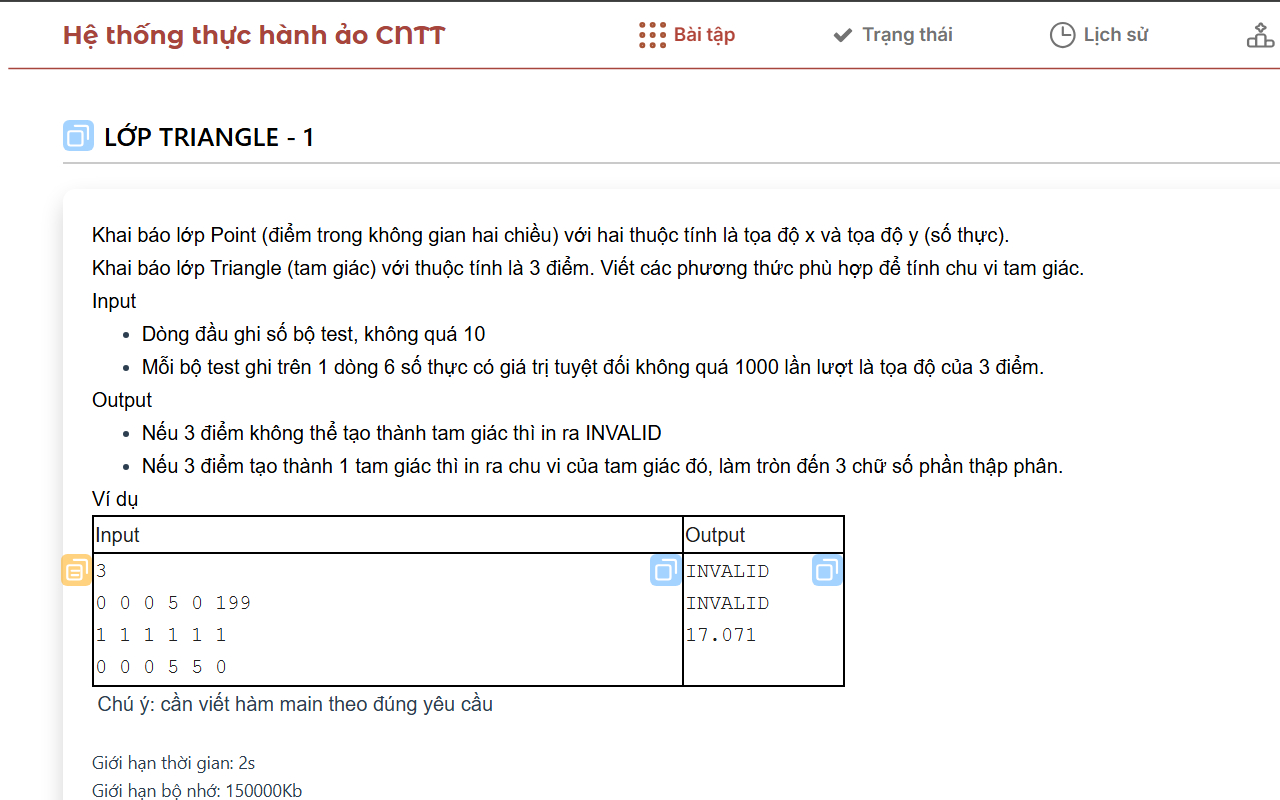 Hệ thống thực hành ảo CNTT
Bài tập
Trạng thái
Lịch sử
LỚP TRIANGLE - 1
Khai báo lớp Point (điểm trong không gian hai chiều) với hai thuộc tính là tọa độ x và tọa độ y (số thực).
Khai báo lớp Triangle (tam giác) với thuộc tính là 3 điểm. Viết các phương thức phù hợp để tính chu vi tam giác.
Input
• Dòng đầu ghi số bộ test, không quá 10
• Mỗi bộ test ghi trên 1 dòng 6 số thực có giá trị tuyệt đối không quá 1000 lần lượt là tọa độ của 3 điểm.
Output
• Nếu 3 điểm không thể tạo thành tam giác thì in ra INVALID
• Nếu 3 điểm tạo thành 1 tam giác thì in ra chu vi của tam giác đó, làm tròn đến 3 chữ số phần thập phân.
Ví dụ
Input Output
3 INVALID
0 0 0 5 0 199 INVALID
1 1 1 1 1 1 17.071
0 0 0 5 5 0
Chú ý: cần viết hàm main theo đúng yêu cầu
Giới hạn thời gian: 2s
Giới hạn bộ nhớ: 150000Kb